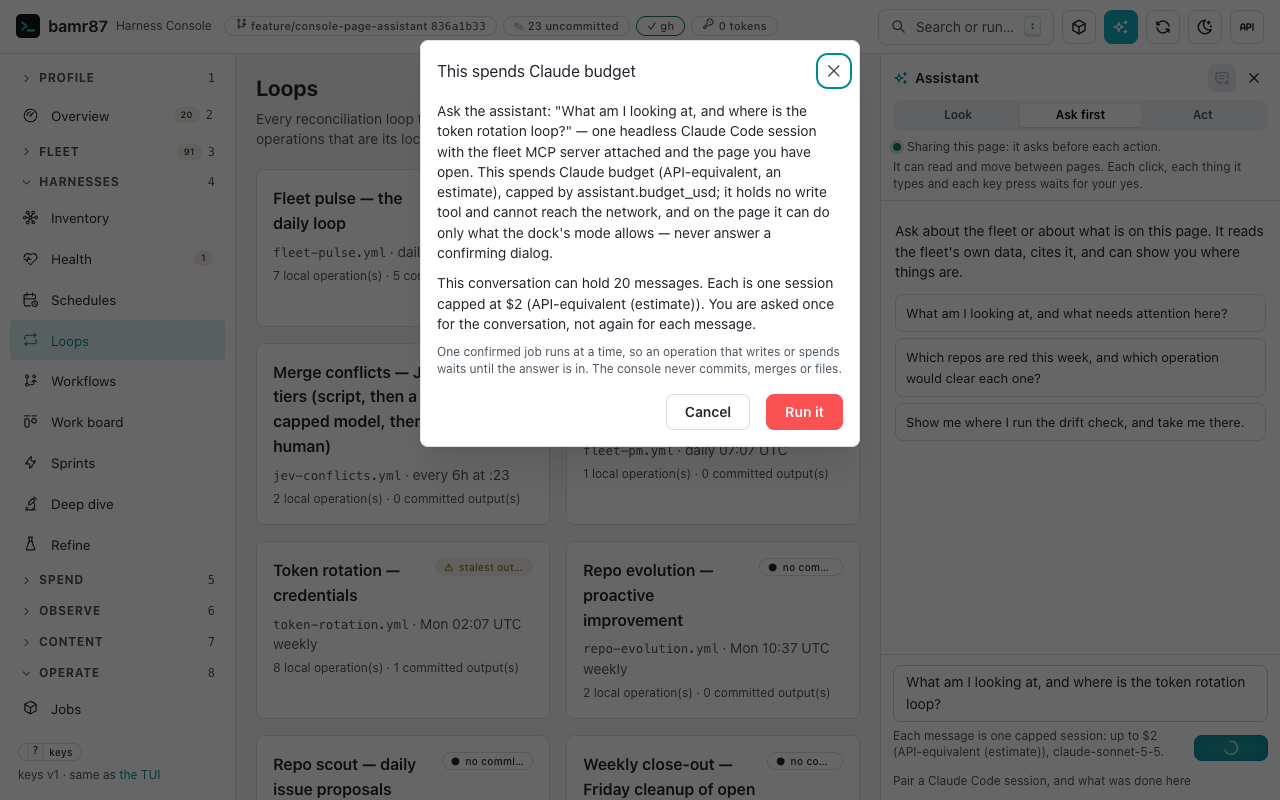 bamr87 Harness Console feature/console-page-assistant 836a1b33 23 uncommitted gh 0 tokens Search or run... : API
PROFILE 1
Overview 20 2
FLEET 91 3
HARNESSES 4
Inventory
Health 1
Schedules
Loops
Workflows
Work board
Sprints
Deep dive
Refine
SPEND 5
OBSERVE 6
CONTENT 7
OPERATE 8
Jobs
? keys
keys v1 · same as the TUI
Loops
Every reconciliation loop
operations that are its loc
Fleet pulse — the
daily loop
fleet-pulse.yml · dail
7 local operation(s) · 5 com
Merge conflicts — J
tiers (script, then a
capped model, then
human)
jev-conflicts.yml · every 6h at :23
2 local operation(s) · 0 committed output(s)
fleet-pm.yml · daily 07:07 UTC
1 local operation(s) · 0 committed output(s)
Token rotation —
credentials
stalest out...
token-rotation.yml · Mon 02:07 UTC
weekly
8 local operation(s) · 1 committed output(s)
Repo evolution —
proactive
improvement
no com...
repo-evolution.yml · Mon 10:37 UTC
weekly
2 local operation(s) · 0 committed output(s)
Repo scout — daily
issue proposals
no commi...
Weekly close-out —
Friday cleanup of open
no co...
This spends Claude budget
Ask the assistant: "What am I looking at, and where is the
token rotation loop?" — one headless Claude Code session
with the fleet MCP server attached and the page you have
open. This spends Claude budget (API-equivalent, an
estimate), capped by assistant.budget_usd; it holds no write
tool and cannot reach the network, and on the page it can do
only what the dock's mode allows — never answer a
confirming dialog.
This conversation can hold 20 messages. Each is one session
capped at $2 (API-equivalent (estimate)). You are asked once
for the conversation, not again for each message.
One confirmed job runs at a time, so an operation that writes or spends
waits until the answer is in. The console never commits, merges or files.
Cancel Run it
Assistant
Look Ask first Act
Sharing this page: it asks before each action.
It can read and move between pages. Each click, each thing it
types and each key press waits for your yes.
Ask about the fleet or about what is on this page. It reads
the fleet's own data, cites it, and can show you where
things are.
What am I looking at, and what needs attention here?
Which repos are red this week, and which operation
would clear each one?
Show me where I run the drift check, and take me there.
What am I looking at, and where is the token rotation
loop?
Each message is one capped session: up to $2
(API-equivalent (estimate)), claude-sonnet-5-5.
Pair a Claude Code session, and what was done here